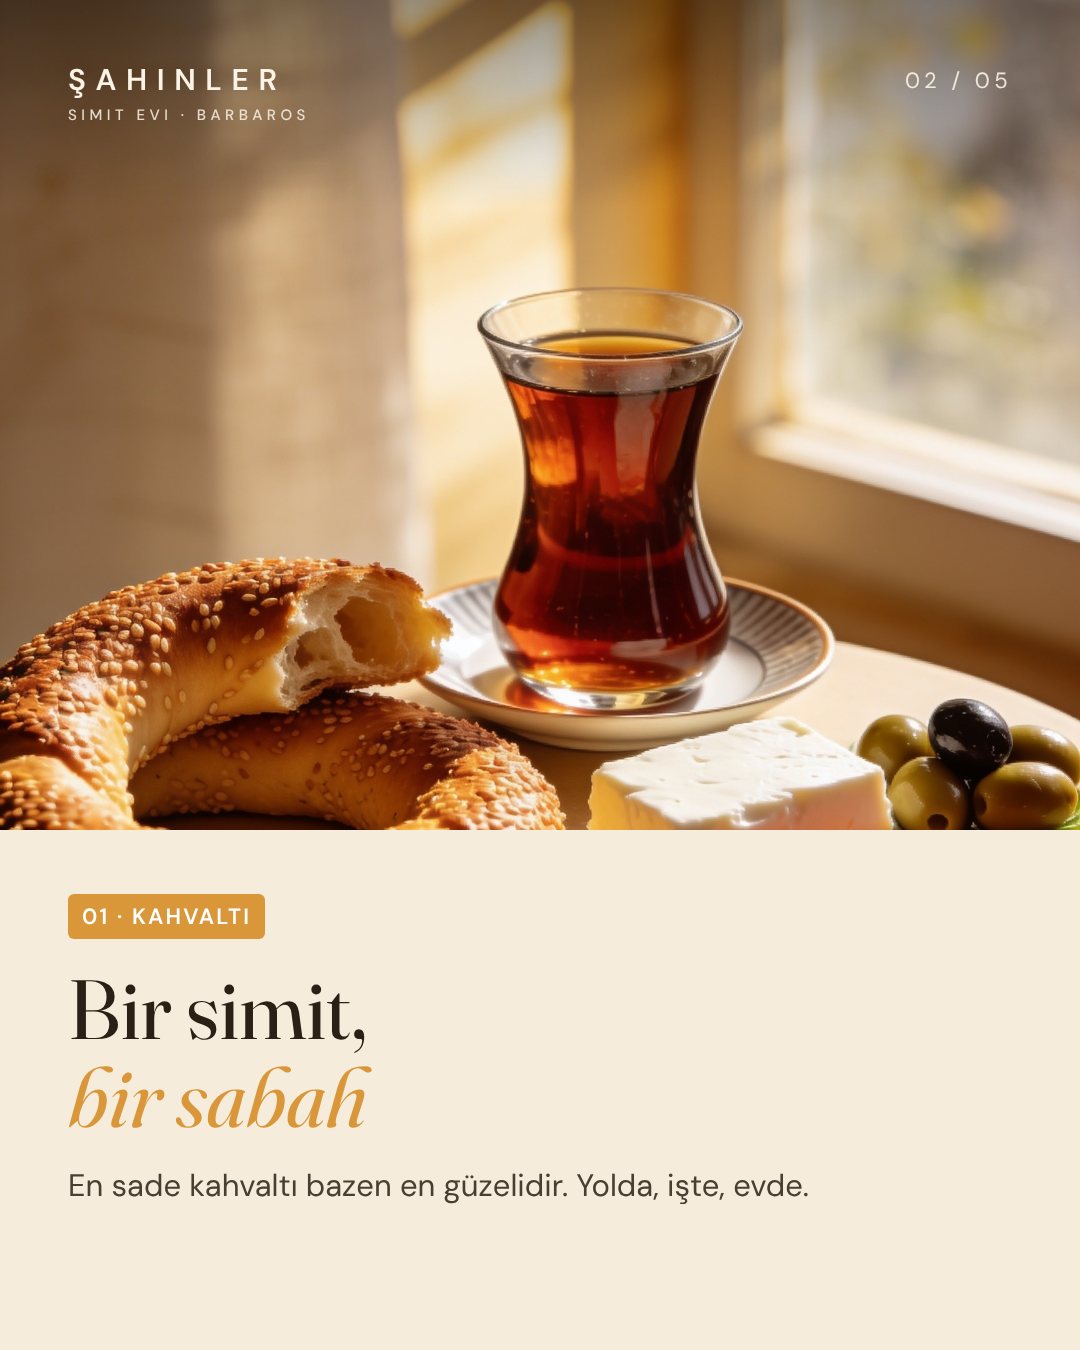 ŞAHINLER
SIMIT EVI · BARBAROS
02 / 05
01 · KAHVALTI
Bir simit,
bir sabah
En sade kahvaltı bazen en güzelidir. Yolda, işte, evde.